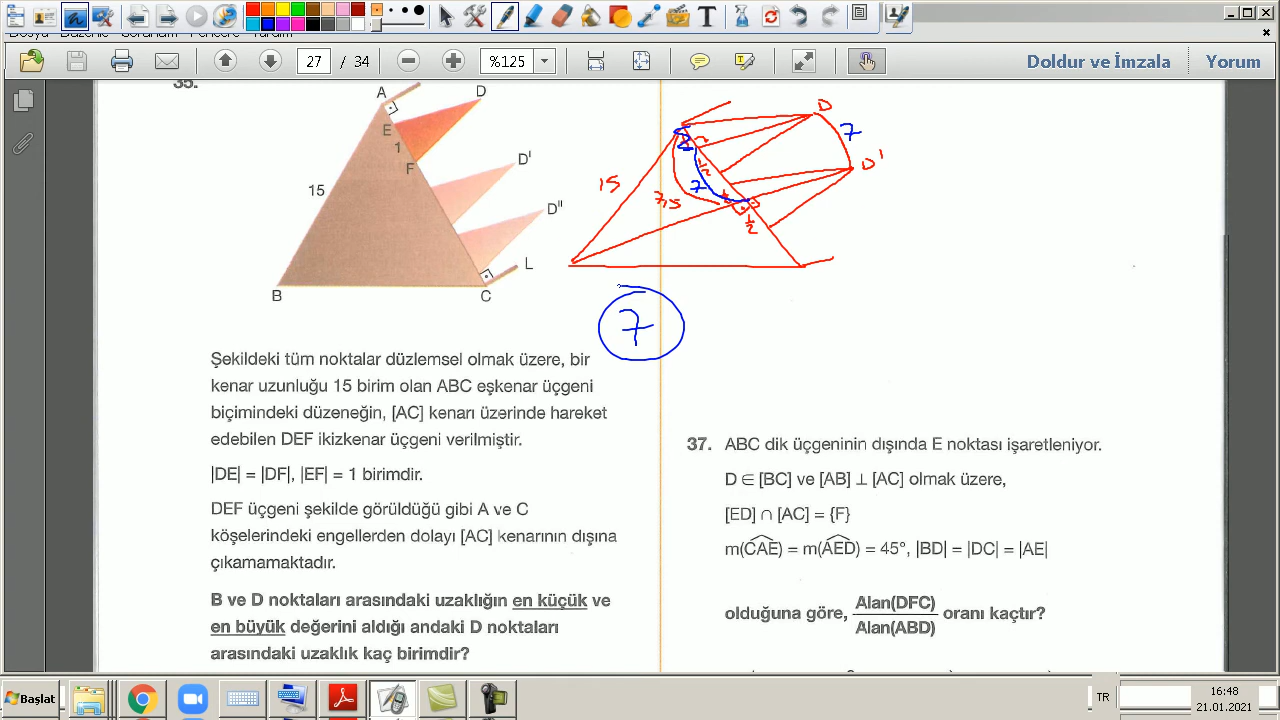 Dosya Düzenle Görünüm Pencere Yardım
27 / 34
%125
Doldur ve İmzala
Yorum
35.
A
D
E
1
F
D'
15
D"
L
B
C
D
7
D'
15
1/2
7
7,5
1/2
7
Şekildeki tüm noktalar düzlemsel olmak üzere, bir
kenar uzunluğu 15 birim olan ABC eşkenar üçgeni
biçimindeki düzeneğin, [AC] kenarı üzerinde hareket
edebilen DEF ikizkenar üçgeni verilmiştir.
|DE| = |DF|, |EF| = 1 birimdir.
DEF üçgeni şekilde görüldüğü gibi A ve C
köşelerindeki engellerden dolayı [AC] kenarının dışına
çıkamamaktadır.
B ve D noktaları arasındaki uzaklığın en küçük ve
en büyük değerini aldığı andaki D noktaları
arasındaki uzaklık kaç birimdir?
37. ABC dik üçgeninin dışında E noktası işaretleniyor.
D ∈ [BC] ve [AB] ⊥ [AC] olmak üzere,
[ED] ∩ [AC] = {F}
m(CAE) = m(AED) = 45°, |BD| = |DC| = |AE|
olduğuna göre, Alan(DFC) / Alan(ABD) oranı kaçtır?
Başlat
TR
16:48
21.01.2021